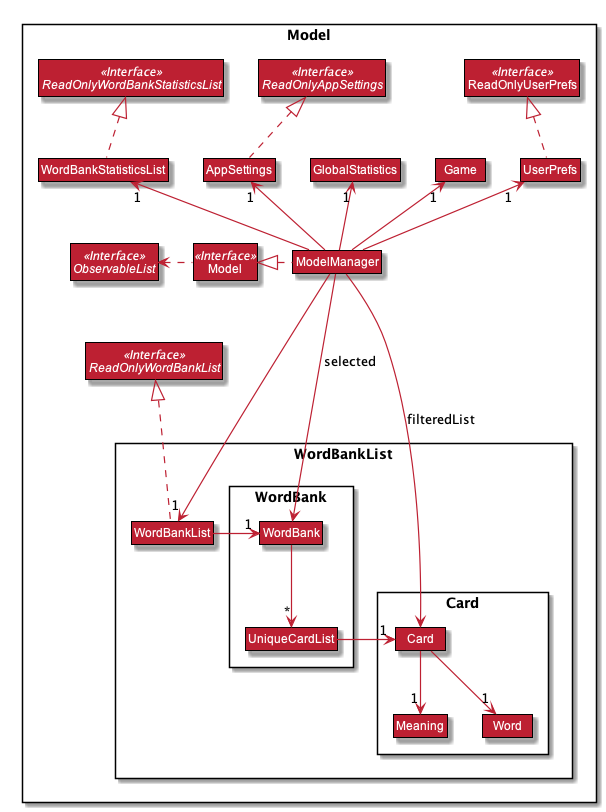 Model
«Interface»
ReadOnlyWordBankStatisticsList
«Interface»
ReadOnlyAppSettings
«Interface»
ReadOnlyUserPrefs
WordBankStatisticsList
AppSettings
GlobalStatistics
Game
UserPrefs
1
1
1
1
1
«Interface»
ObservableList
«Interface»
Model
ModelManager
«Interface»
ReadOnlyWordBankList
selected
filteredList
WordBankList
WordBank
1
WordBankList
1
WordBank
*
Card
UniqueCardList
1
Card
1
1
Meaning
Word